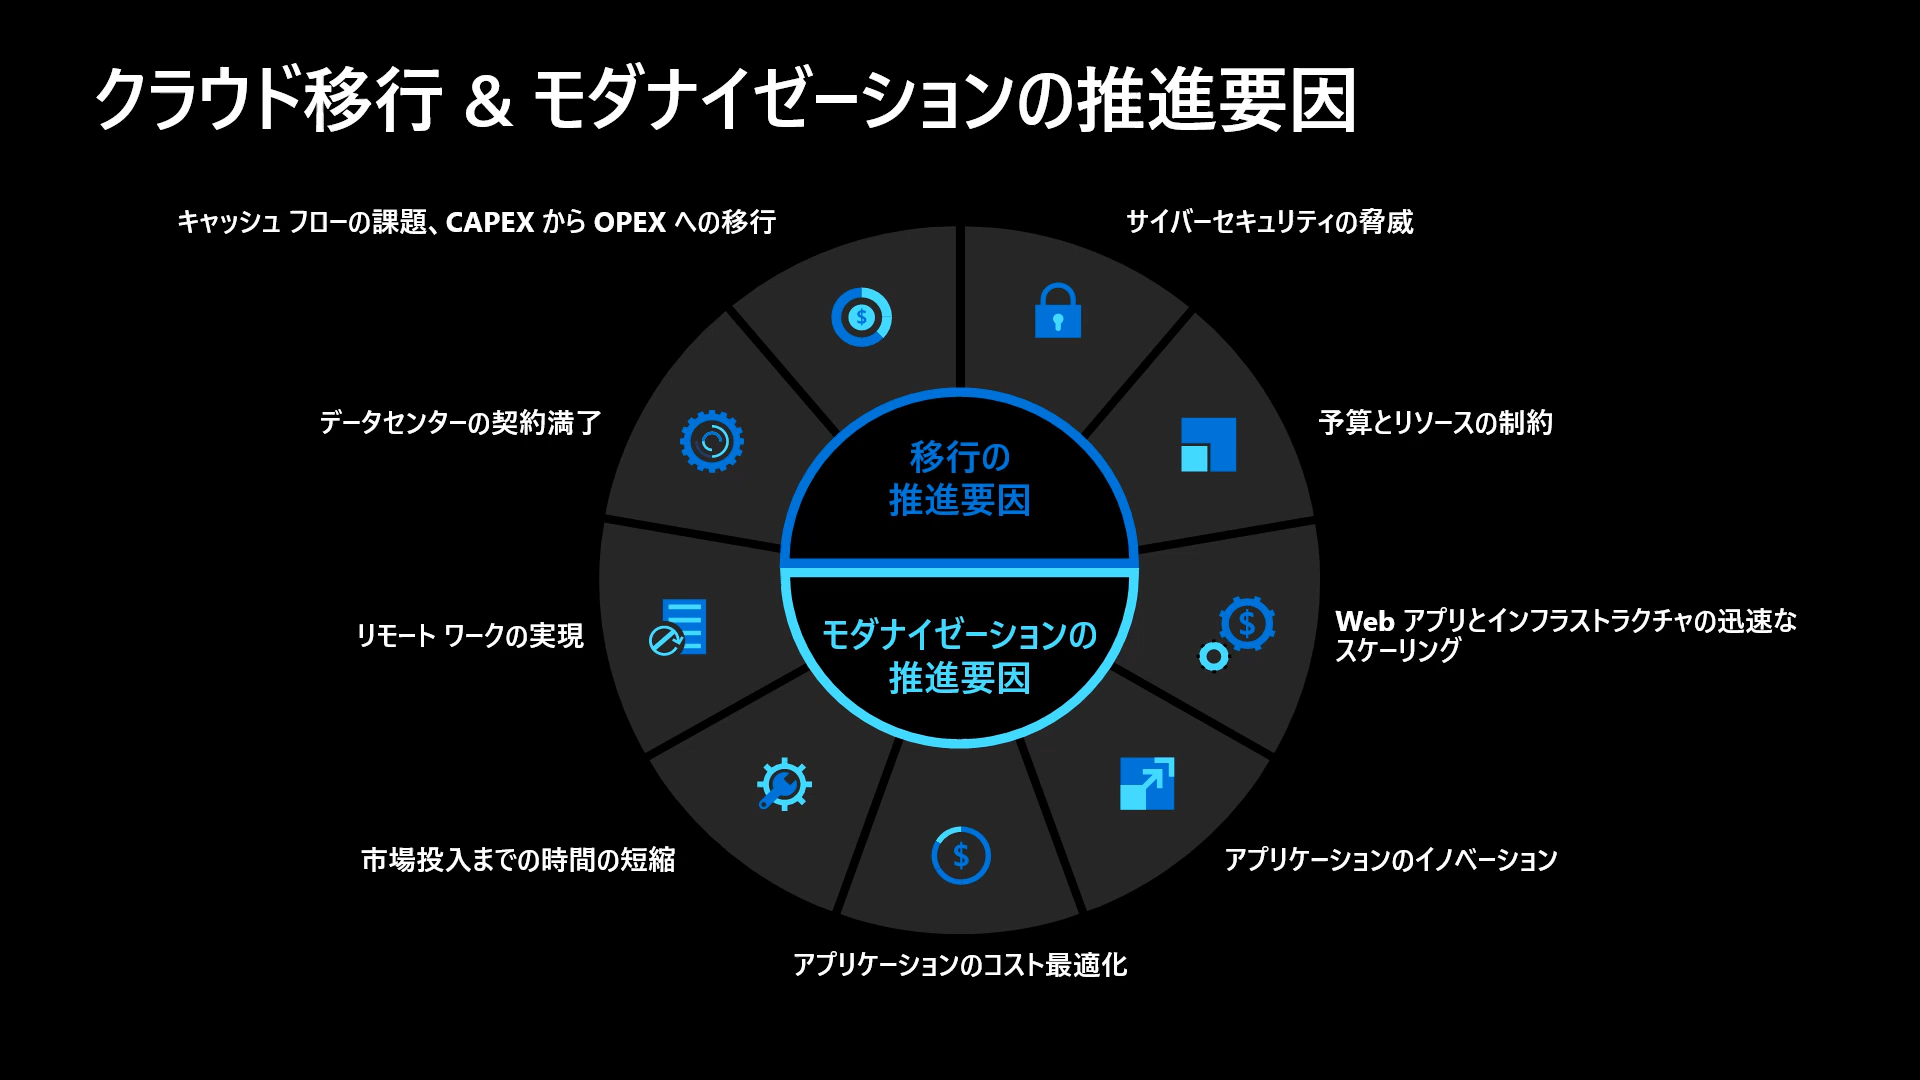 クラウド移行 & モダナイゼーションの推進要因
キャッシュ フローの課題、CAPEX から OPEX への移行
サイバーセキュリティの脅威
データセンターの契約満了
予算とリソースの制約
移行の
推進要因
モダナイゼーションの
推進要因
リモート ワークの実現
Web アプリとインフラストラクチャの迅速な
スケーリング
市場投入までの時間の短縮
アプリケーションのイノベーション
アプリケーションのコスト最適化
$
$
$